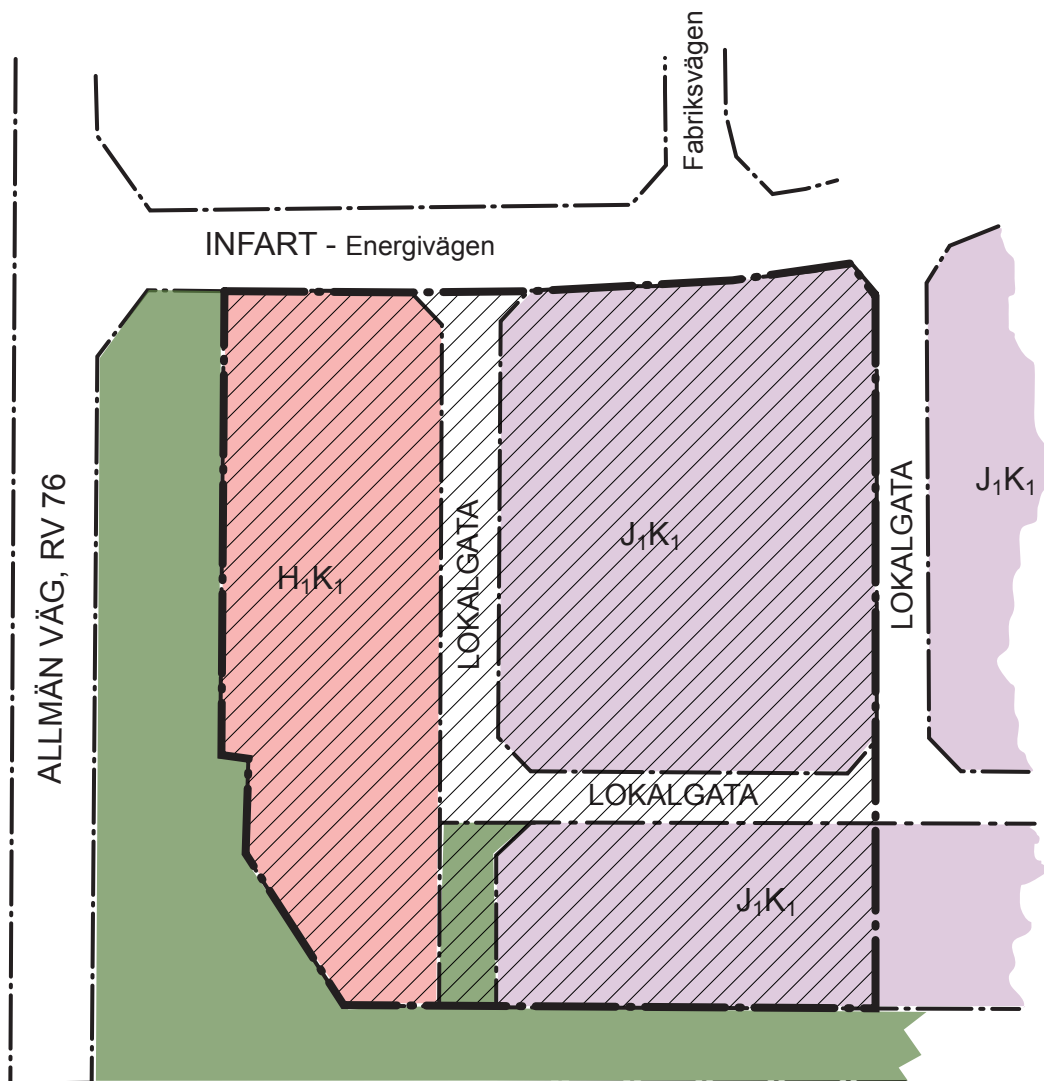 Fabriksvägen
INFART - Energivägen
ALLMÄN VÄG, RV 76
H₁K₁
LOKALGATA
J₁K₁
LOKALGATA
J₁K₁
LOKALGATA
J₁K₁